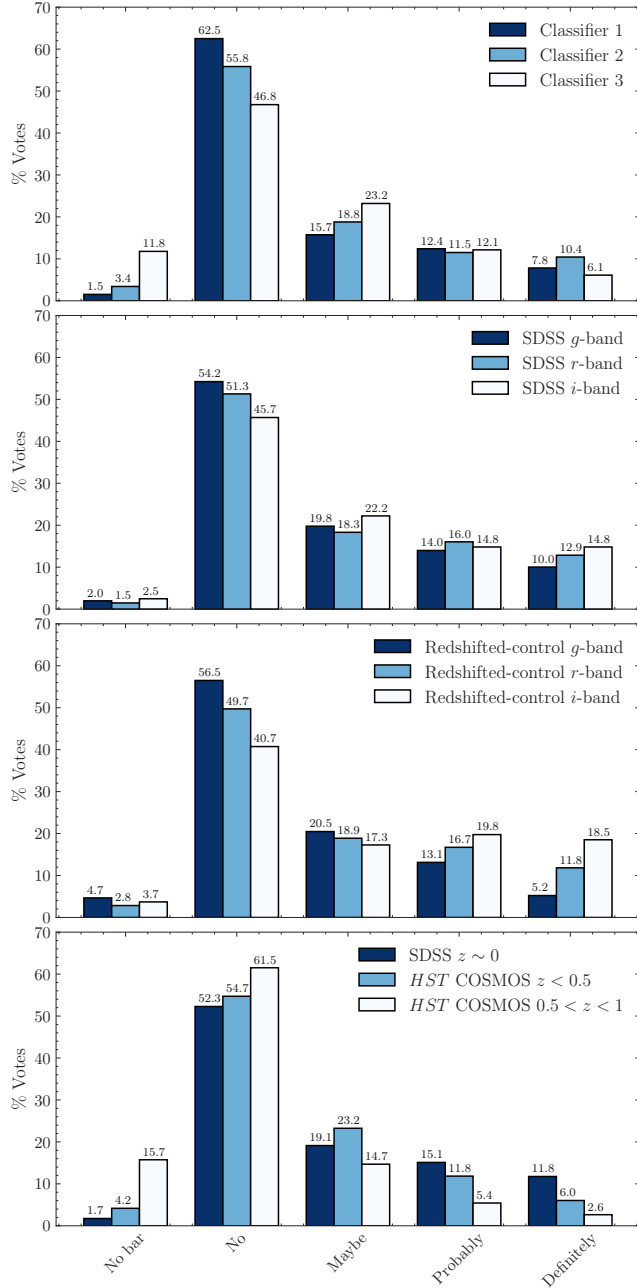 70
60
50
40
30
20
10
0
% Votes
Classifier 1
Classifier 2
Classifier 3
1.5 3.4 11.8
62.5 55.8 46.8
15.7 18.8 23.2
12.4 11.5 12.1
7.8 10.4 6.1
70
60
50
40
30
20
10
0
% Votes
SDSS g-band
SDSS r-band
SDSS i-band
2.0 1.5 2.5
54.2 51.3 45.7
19.8 18.3 22.2
14.0 16.0 14.8
10.0 12.9 14.8
70
60
50
40
30
20
10
0
% Votes
Redshifted-control g-band
Redshifted-control r-band
Redshifted-control i-band
4.7 2.8 3.7
56.5 49.7 40.7
20.5 18.9 17.3
13.1 16.7 19.8
5.2 11.8 18.5
70
60
50
40
30
20
10
0
% Votes
SDSS z ∼ 0
HST COSMOS z < 0.5
HST COSMOS 0.5 < z < 1
1.7 4.2 15.7
52.3 54.7 61.5
19.1 23.2 14.7
15.1 11.8 5.4
11.8 6.0 2.6
No bar
No
Maybe
Probably
Definitely